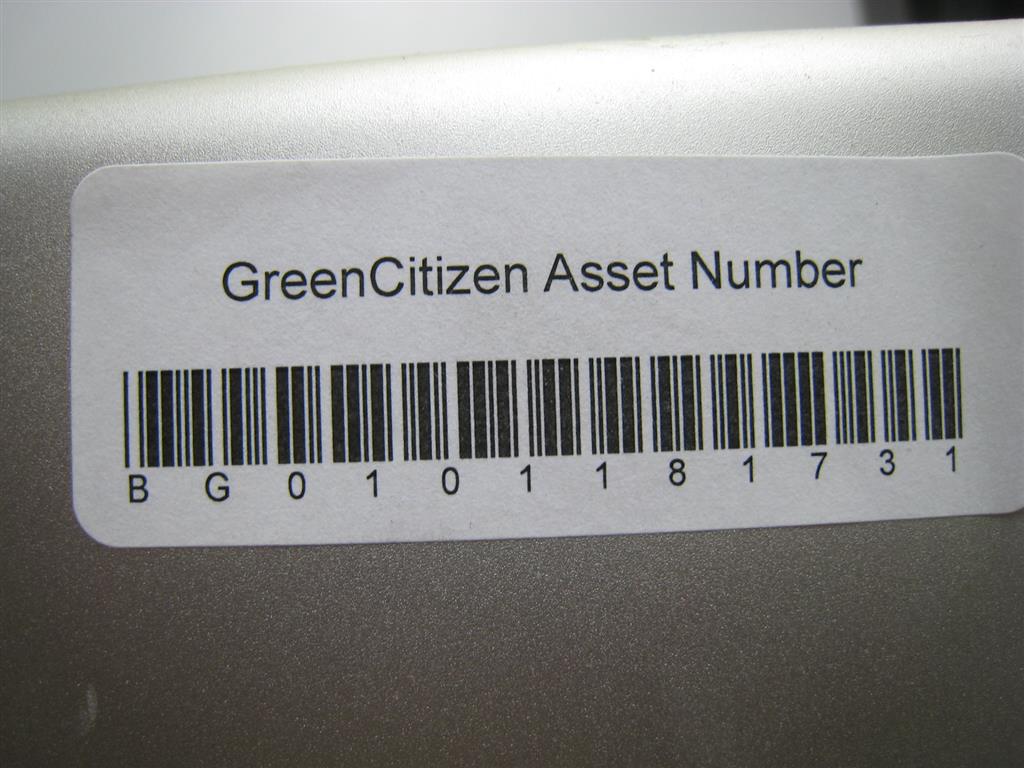 GreenCitizen Asset Number
B G 0 1 0 1 1 8 1 7 3 1